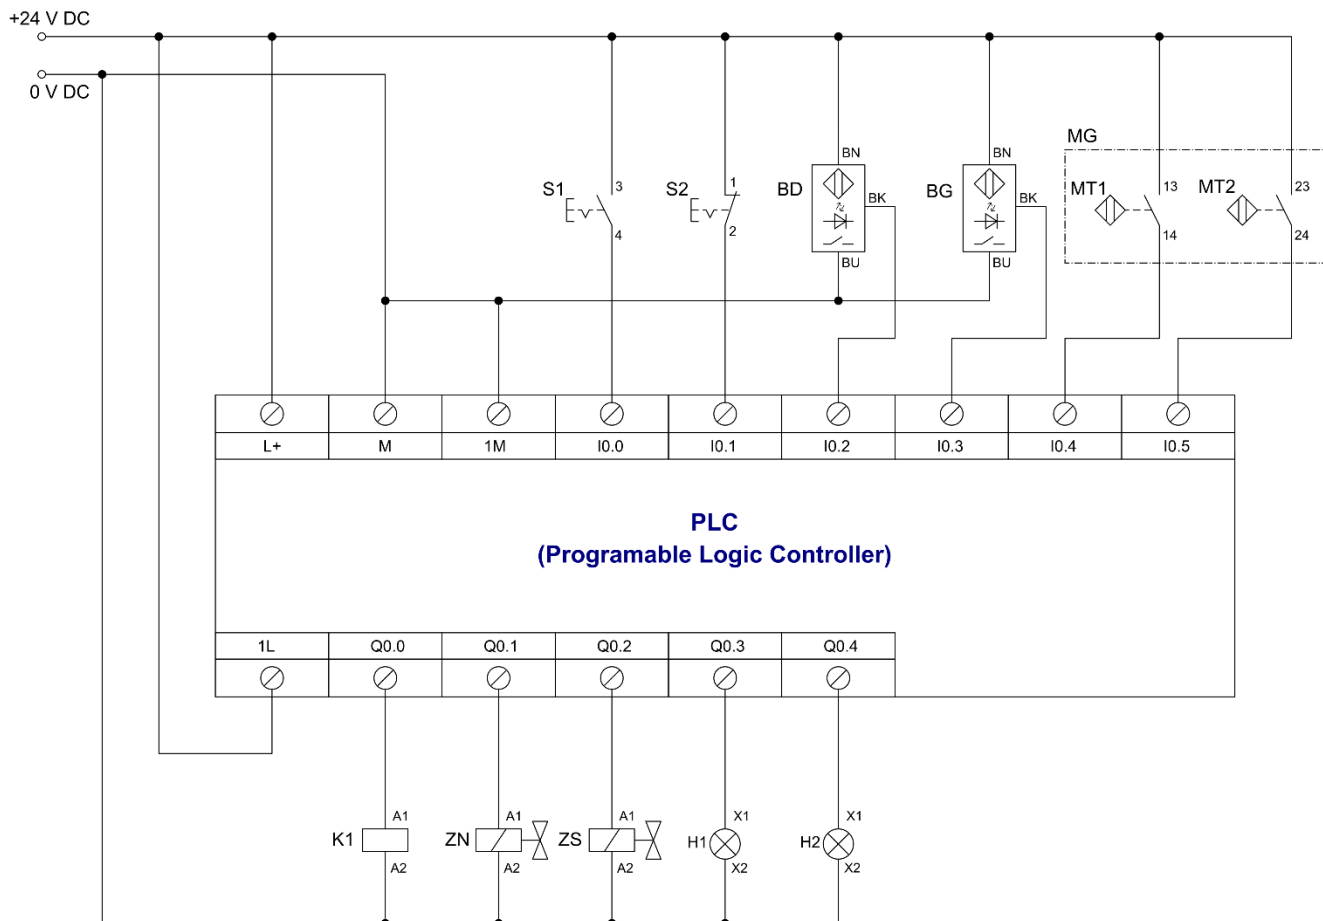 +24 V DC
0 V DC
MG
BN
BN
S1
3
4
S2
1
2
BD
BK
BU
BG
BK
BU
MT1
13
14
MT2
23
24
L+
M
1M
I0.0
I0.1
I0.2
I0.3
I0.4
I0.5
PLC
(Programable Logic Controller)
1L
Q0.0
Q0.1
Q0.2
Q0.3
Q0.4
K1
A1
A2
ZN
A1
A2
ZS
A1
A2
H1
X1
X2
H2
X1
X2